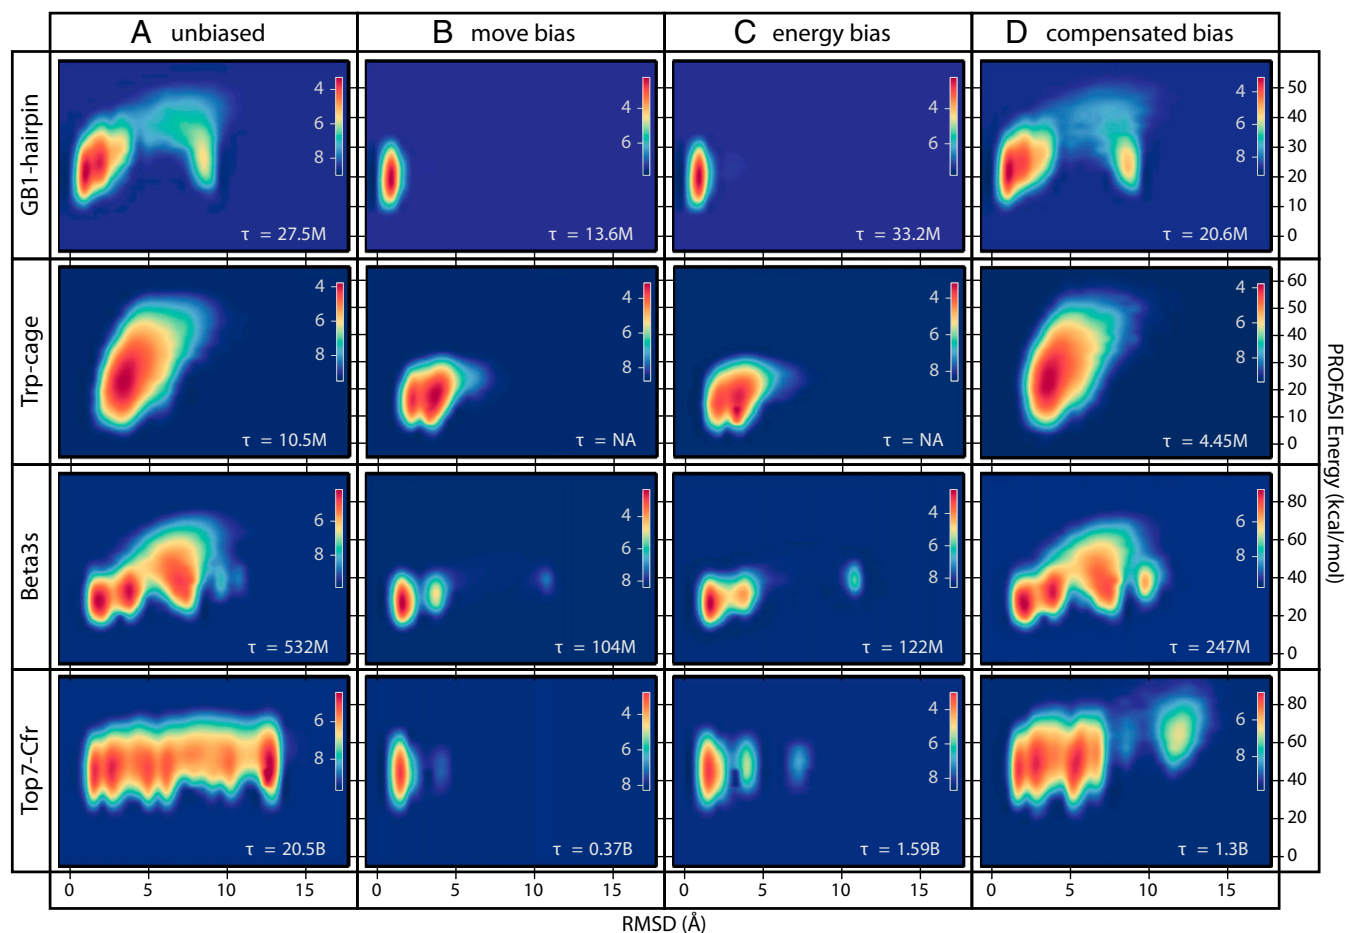 A unbiased
B move bias
C energy bias
D compensated bias
GB1-hairpin
4
6
8
τ = 27.5M
4
6
τ = 13.6M
4
6
τ = 33.2M
4
6
8
τ = 20.6M
50
40
30
20
10
0
Trp-cage
4
6
8
τ = 10.5M
4
6
8
τ = NA
4
6
8
τ = NA
4
6
8
τ = 4.45M
60
50
40
30
20
10
0
Beta3s
6
8
τ = 532M
4
6
8
τ = 104M
4
6
8
τ = 122M
6
8
τ = 247M
80
60
40
20
0
Top7-Cfr
6
8
τ = 20.5B
4
6
8
τ = 0.37B
4
6
8
τ = 1.59B
6
8
τ = 1.3B
80
60
40
20
0
PROFASI Energy (kcal/mol)
0 5 10 15 0 5 10 15 0 5 10 15 0 5 10 15
RMSD (Å)